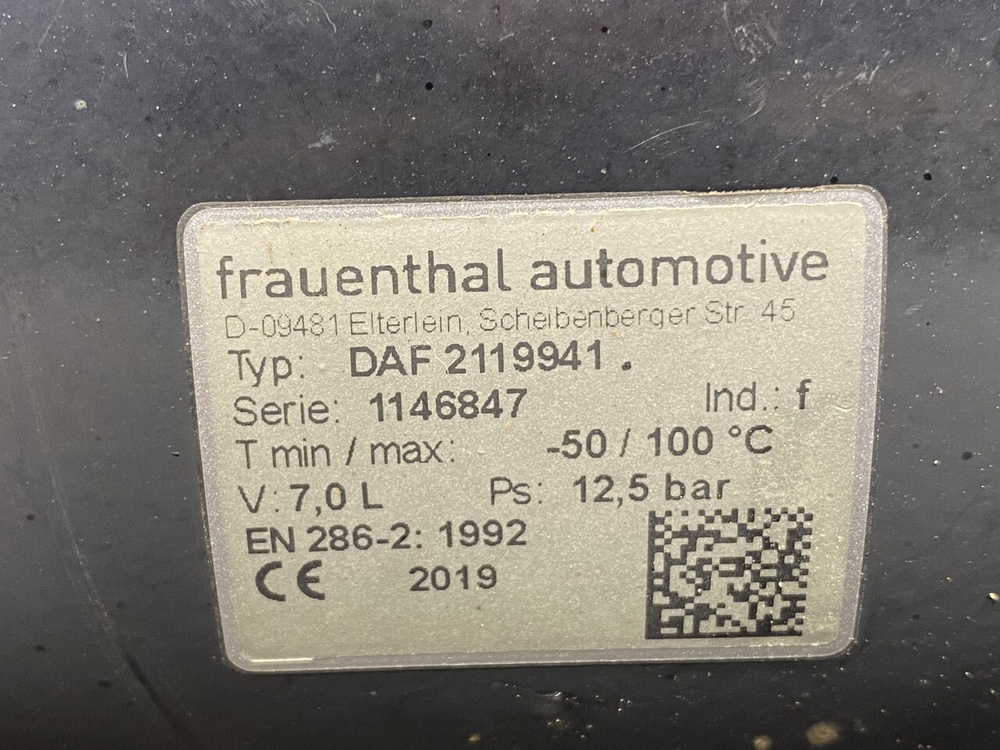 frauenthal automotive
D-09481 Elterlein, Scheibenberger Str. 45
Typ: DAF 2119941 .
Serie: 1146847 Ind.: f
T min / max: -50 / 100 °C
V: 7,0 L Ps: 12,5 bar
EN 286-2: 1992
CE 2019